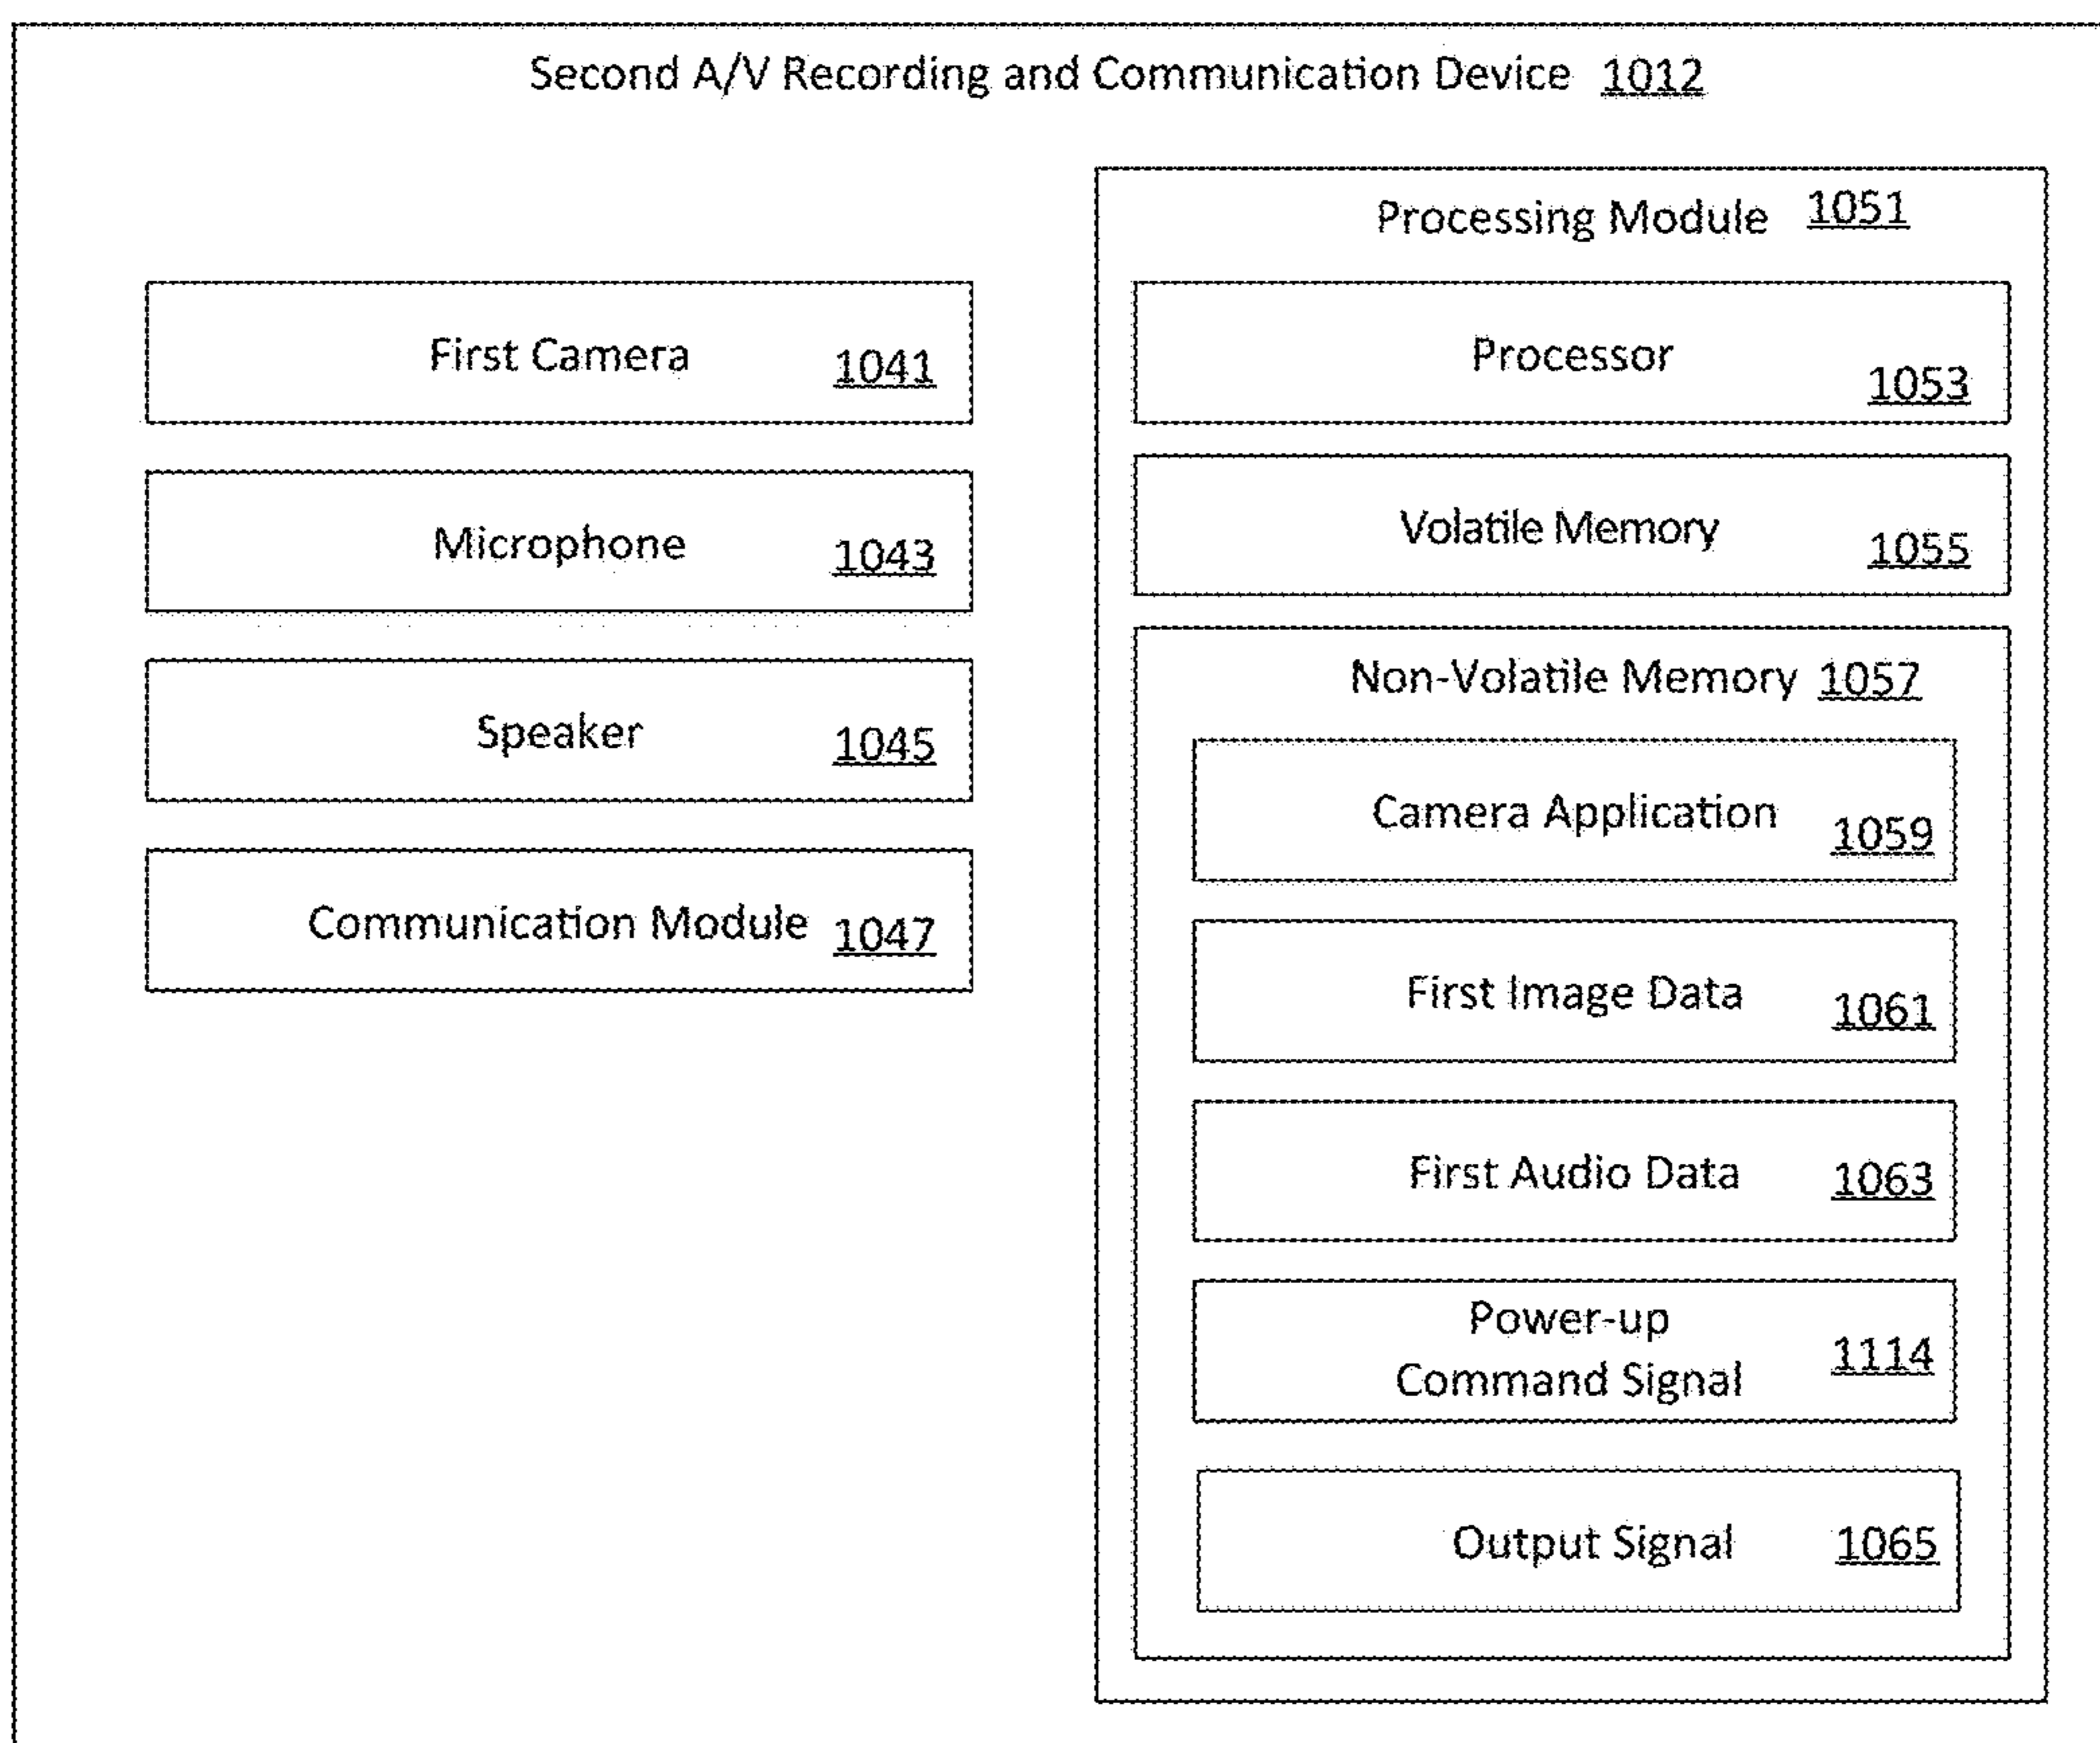 Second A/V Recording and Communication Device 1012
First Camera 1041
Microphone 1043
Speaker 1045
Communication Module 1047
Processing Module 1051
Processor 1053
Volatile Memory 1055
Non-Volatile Memory 1057
Camera Application 1059
First Image Data 1061
First Audio Data 1063
Power-up
Command Signal 1114
Output Signal 1065